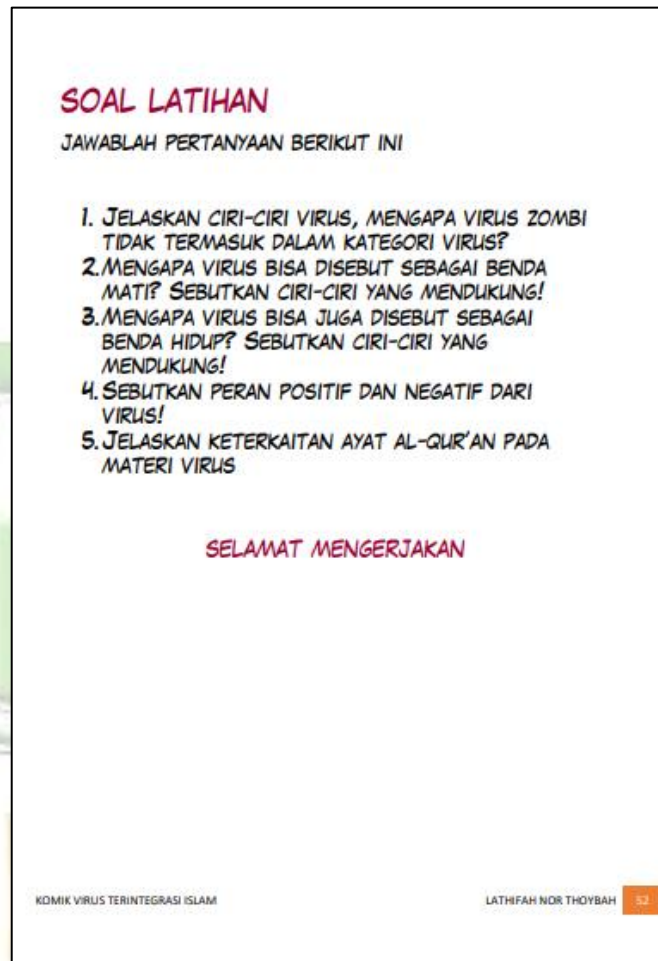 SOAL LATIHAN
JAWABLAH PERTANYAAN BERIKUT INI
1. JELASKAN CIRI-CIRI VIRUS, MENGAPA VIRUS ZOMBI
TIDAK TERMASUK DALAM KATEGORI VIRUS?
2. MENGAPA VIRUS BISA DISEBUT SEBAGAI BENDA
MATI? SEBUTKAN CIRI-CIRI YANG MENDUKUNG!
3. MENGAPA VIRUS BISA JUGA DISEBUT SEBAGAI
BENDA HIDUP? SEBUTKAN CIRI-CIRI YANG
MENDUKUNG!
4. SEBUTKAN PERAN POSITIF DAN NEGATIF DARI
VIRUS!
5. JELASKAN KETERKAITAN AYAT AL-QUR'AN PADA
MATERI VIRUS
SELAMAT MENGERJAKAN
KOMIK VIRUS TERINTEGRASI ISLAM LATHIFAH NOR THOYBAH 52